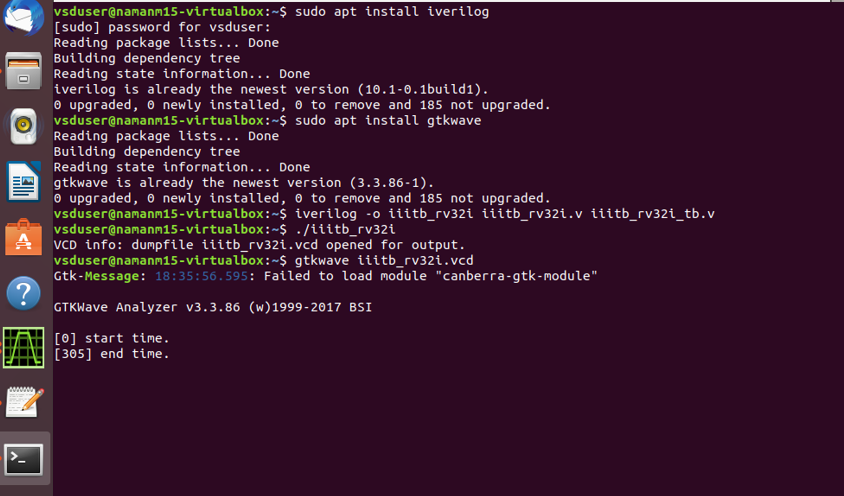 vsduser@namanm15-virtualbox:~$ sudo apt install iverilog
[sudo] password for vsduser:
Reading package lists... Done
Building dependency tree
Reading state information... Done
iverilog is already the newest version (10.1-0.1build1).
0 upgraded, 0 newly installed, 0 to remove and 185 not upgraded.
vsduser@namanm15-virtualbox:~$ sudo apt install gtkwave
Reading package lists... Done
Building dependency tree
Reading state information... Done
gtkwave is already the newest version (3.3.86-1).
0 upgraded, 0 newly installed, 0 to remove and 185 not upgraded.
vsduser@namanm15-virtualbox:~$ iverilog -o iiitb_rv32i iiitb_rv32i.v iiitb_rv32i_tb.v
vsduser@namanm15-virtualbox:~$ ./iiitb_rv32i
VCD info: dumpfile iiitb_rv32i.vcd opened for output.
vsduser@namanm15-virtualbox:~$ gtkwave iiitb_rv32i.vcd
Gtk-Message: 18:35:56.595: Failed to load module "canberra-gtk-module"
GTKWave Analyzer v3.3.86 (w)1999-2017 BSI
[0] start time.
[305] end time.